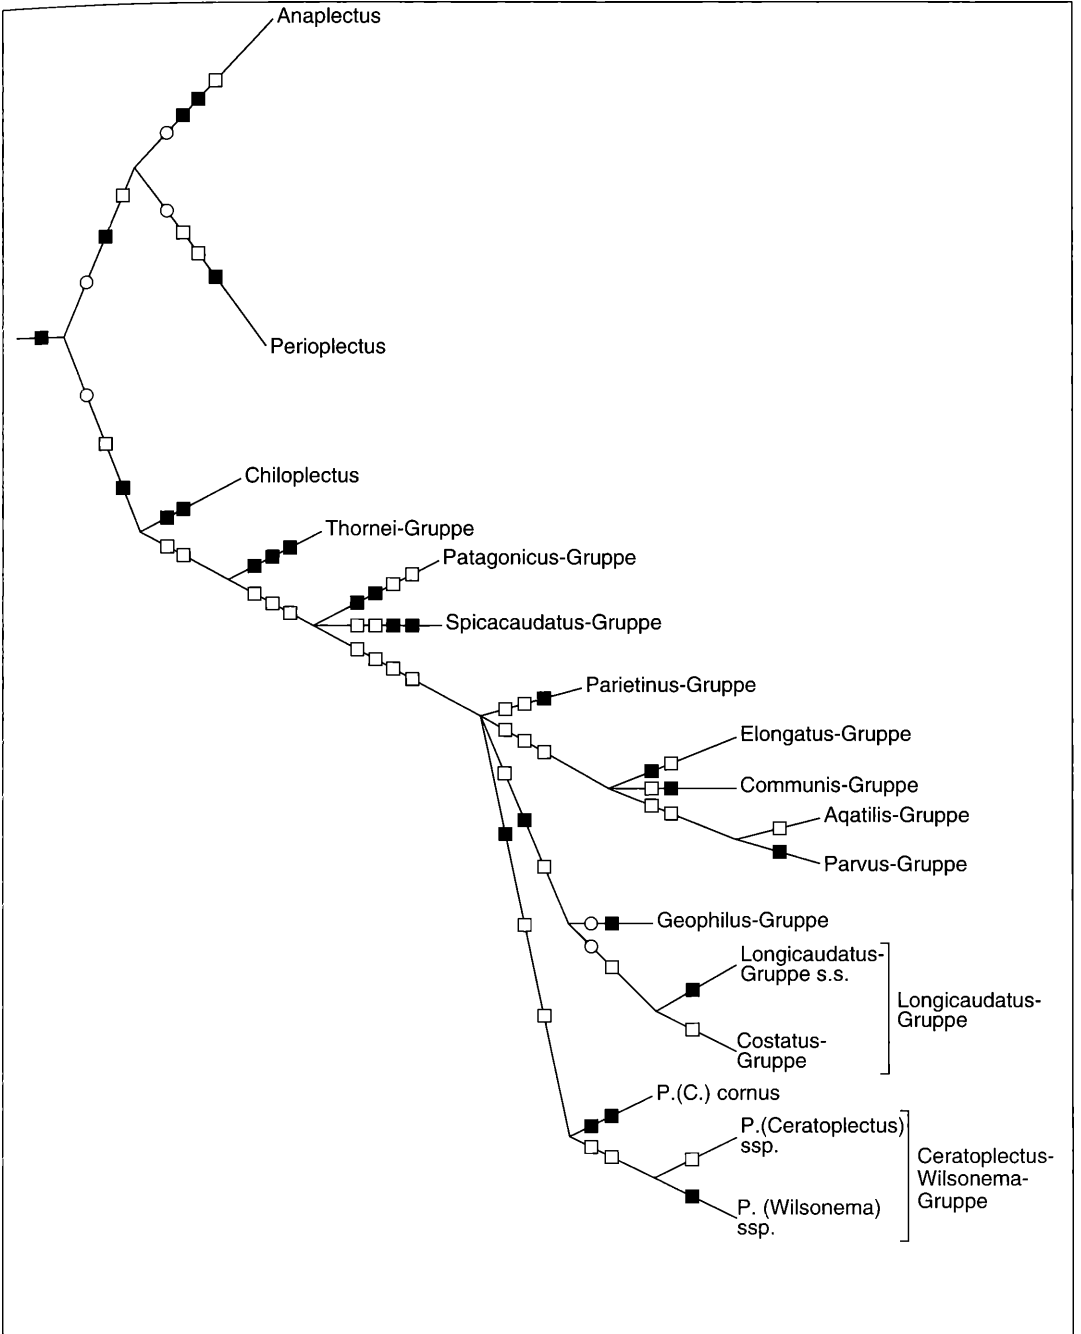 Anaplectus
Perioplectus
Chiloplectus
Thornei-Gruppe
Patagonicus-Gruppe
Spicacaudatus-Gruppe
Parietinus-Gruppe
Elongatus-Gruppe
Communis-Gruppe
Aqatilis-Gruppe
Parvus-Gruppe
Geophilus-Gruppe
Longicaudatus-
Gruppe s.s.
Longicaudatus-
Gruppe
Costatus-
Gruppe
P.(C.) cornus
P.(Ceratoplectus)
ssp.
Ceratoplectus-
Wilsonema-
Gruppe
P. (Wilsonema)
ssp.